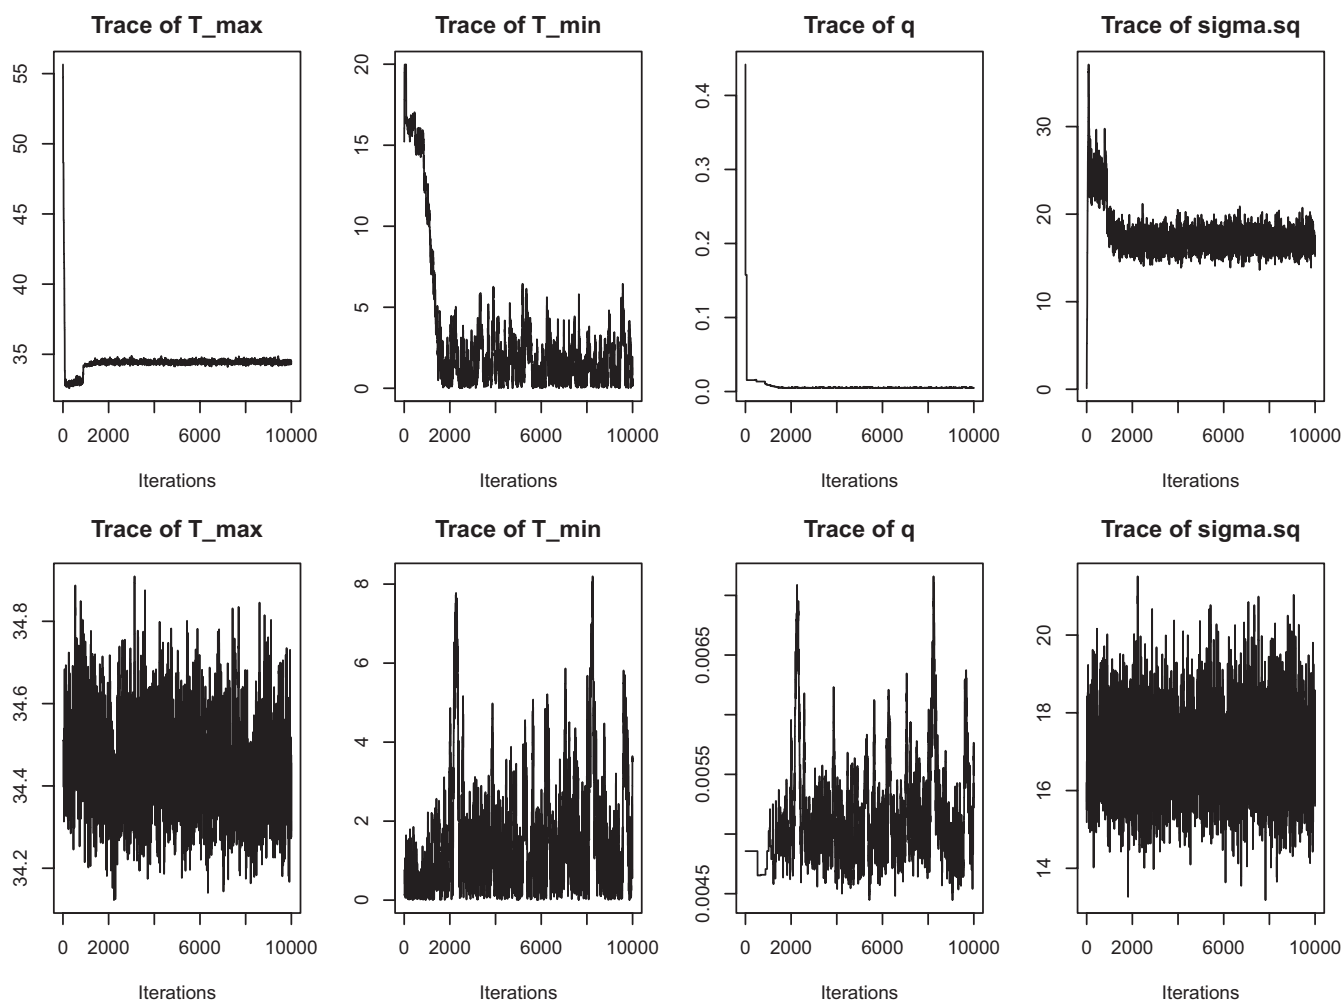 Trace of T_max
55
50
45
40
35
0 2000 6000 10000
Iterations
Trace of T_min
20
15
10
5
0
0 2000 6000 10000
Iterations
Trace of q
0.4
0.3
0.2
0.1
0.0
0 2000 6000 10000
Iterations
Trace of sigma.sq
30
20
10
0
0 2000 6000 10000
Iterations
Trace of T_max
34.8
34.6
34.4
34.2
0 2000 6000 10000
Iterations
Trace of T_min
8
6
4
2
0
0 2000 6000 10000
Iterations
Trace of q
0.0065
0.0055
0.0045
0 2000 6000 10000
Iterations
Trace of sigma.sq
20
18
16
14
0 2000 6000 10000
Iterations